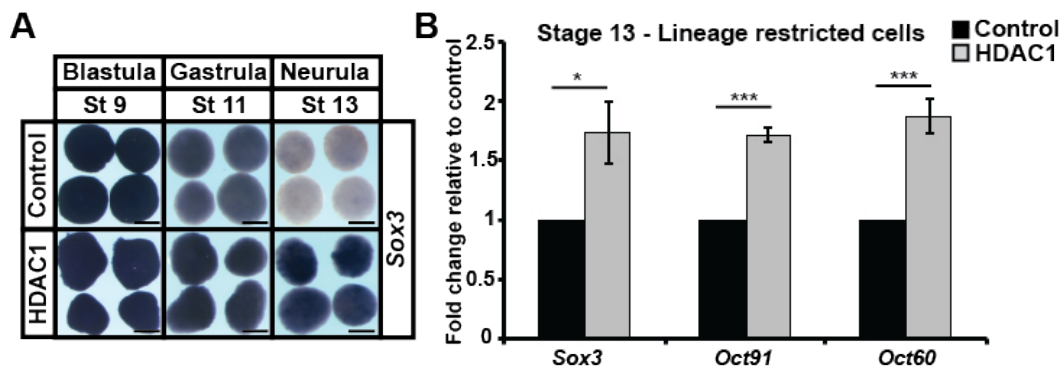 A
Blastula Gastrula Neurula
St 9 St 11 St 13
Control
HDAC1
Sox3
B
Stage 13 - Lineage restricted cells
Control
HDAC1
Fold change relative to control
2.5
2
1.5
1
0.5
0
* *** ***
Sox3 Oct91 Oct60